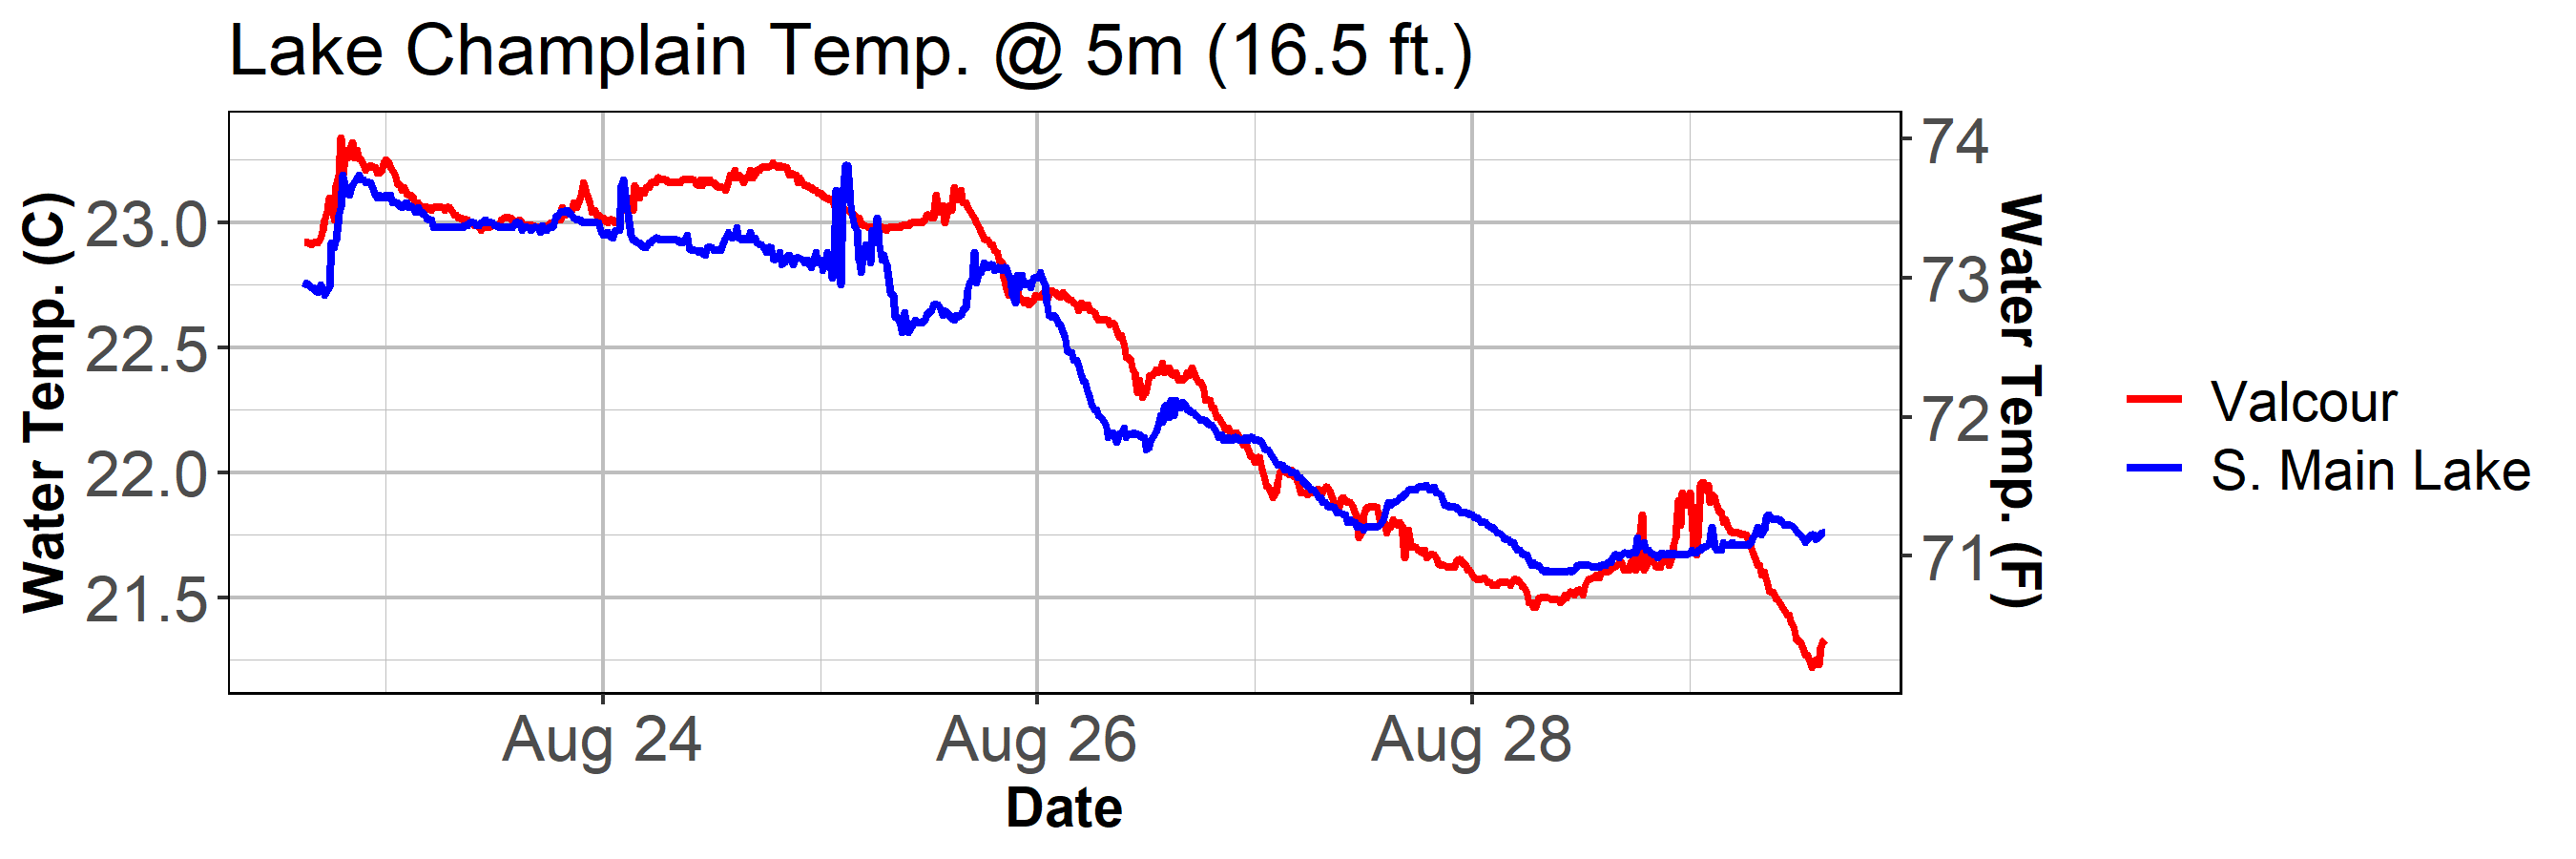 Lake Champlain Temp. @ 5m (16.5 ft.)
Water Temp. (C)
23.0
22.5
22.0
21.5
74
73
72
71
Water Temp. (F)
Aug 24
Aug 26
Aug 28
Date
Valcour
S. Main Lake